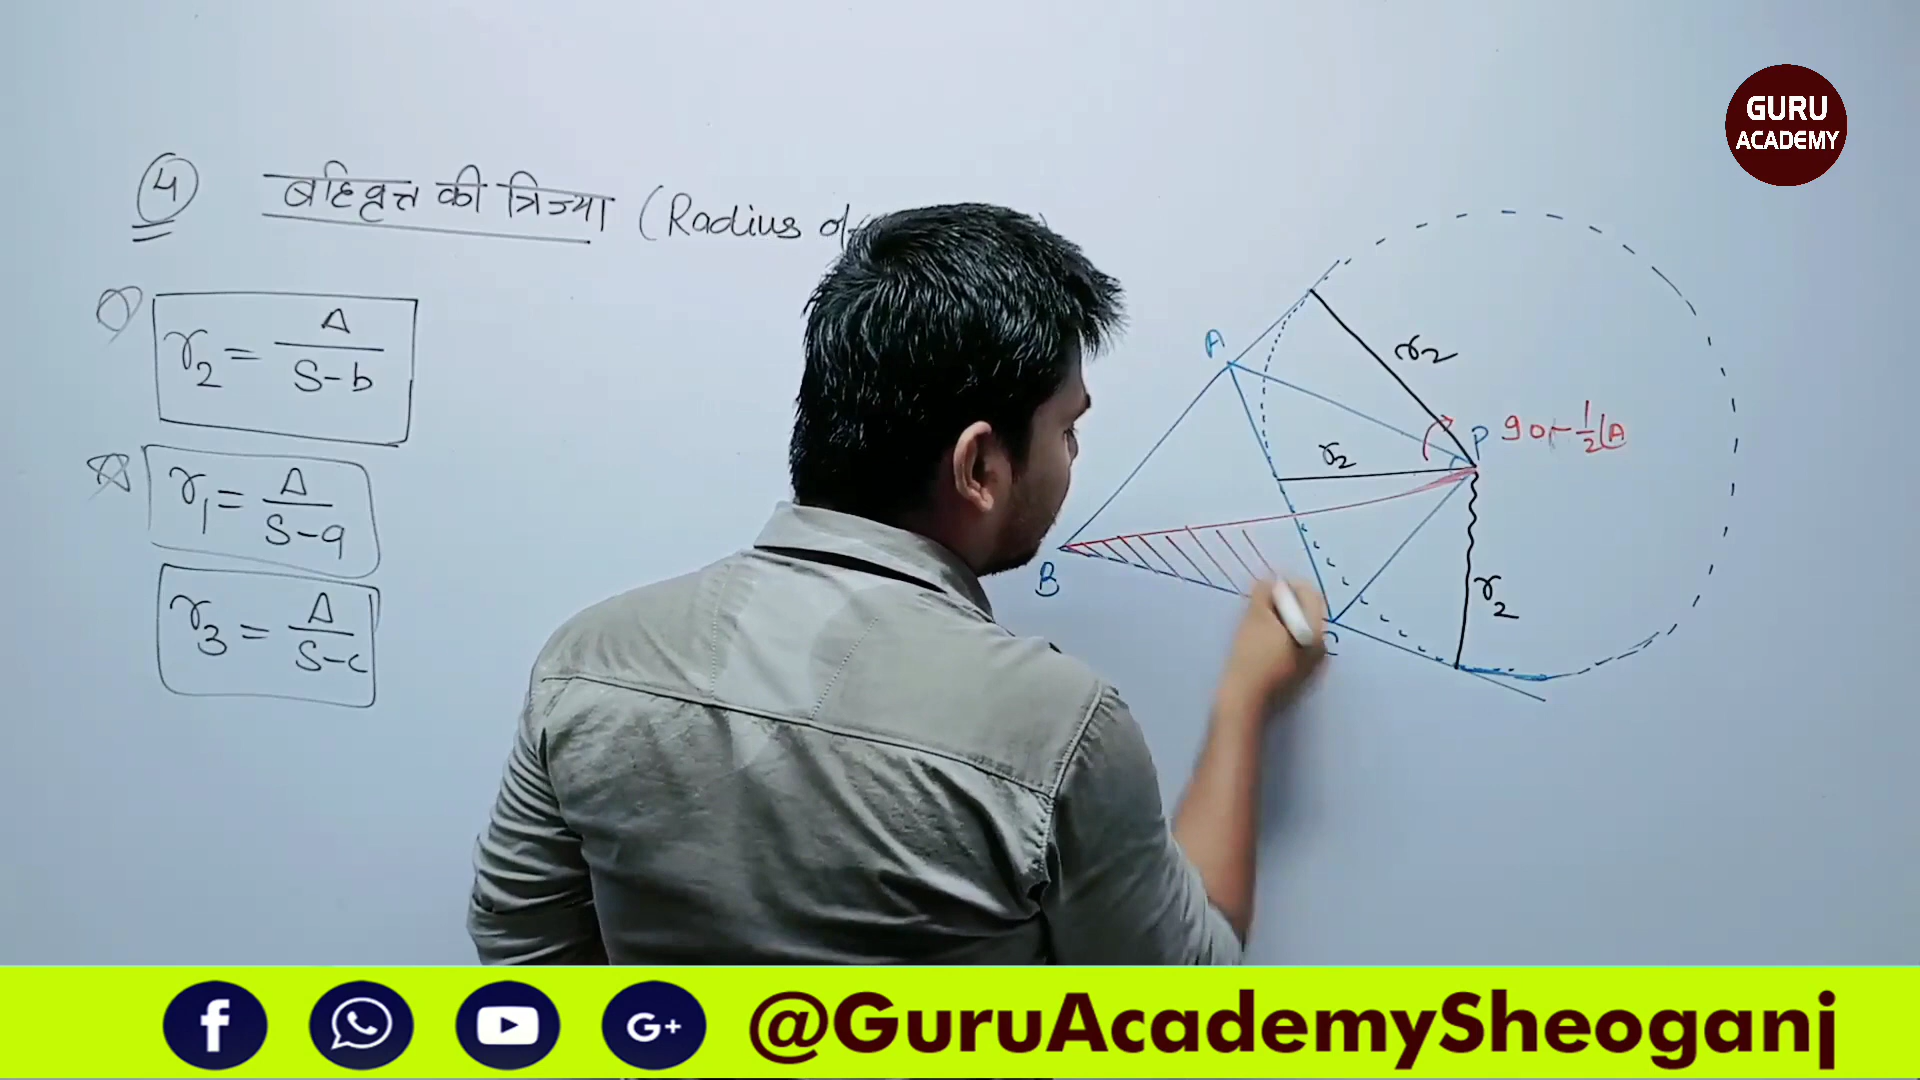 GURU
ACADEMY
4 बहिवृत्त की त्रिज्या (Radius of
r2 = Δ / S-b
r1 = Δ / S-a
r3 = Δ / S-c
A
r2
P 90-½∠A
r2
B
r2
C
@GuruAcademySheoganj